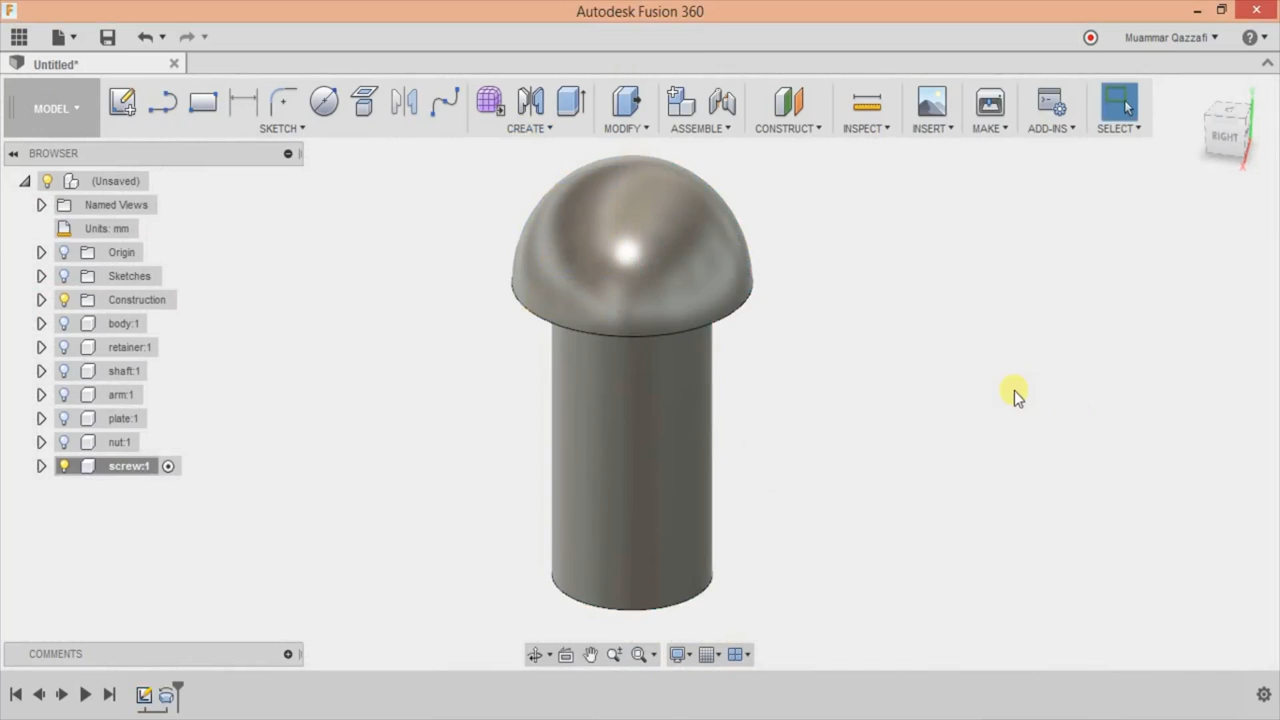 Autodesk Fusion 360
F
Muammar Qazzafi
Untitled*
MODEL
SKETCH
CREATE
MODIFY
ASSEMBLE
CONSTRUCT
INSPECT
INSERT
MAKE
ADD-INS
SELECT
RIGHT
BROWSER
(Unsaved)
Named Views
Units: mm
Origin
Sketches
Construction
body:1
retainer:1
shaft:1
arm:1
plate:1
nut:1
screw:1
COMMENTS